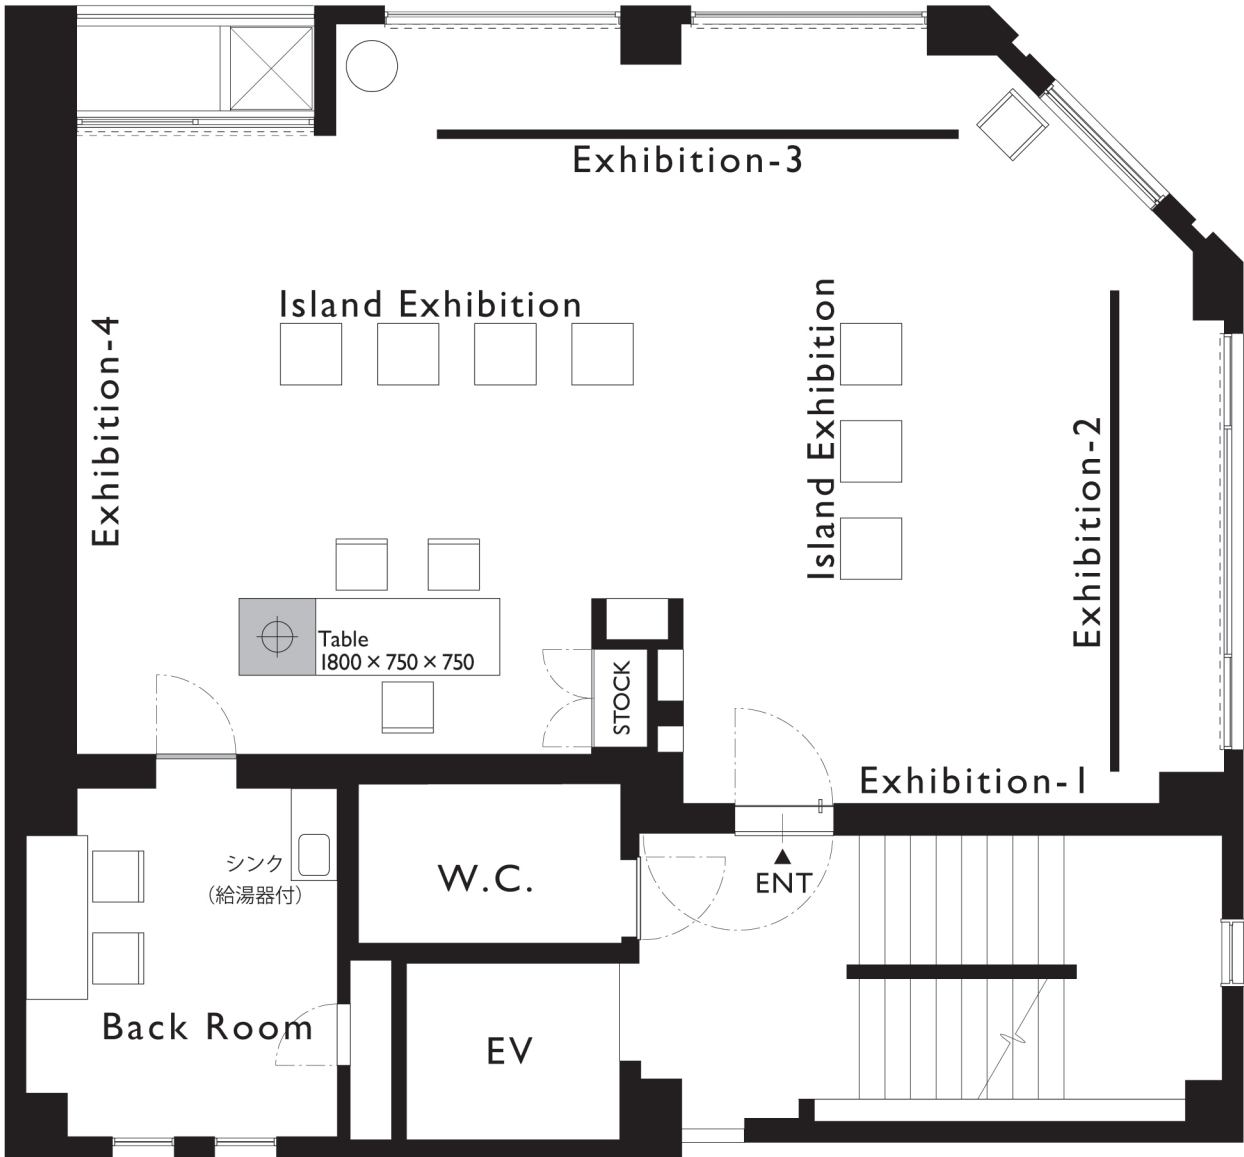 Exhibition-3
Island Exhibition
Island Exhibition
Exhibition-4
Exhibition-2
Table
1800 × 750 × 750
STOCK
Exhibition-1
シンク
（給湯器付）
W.C.
ENT
Back Room
EV